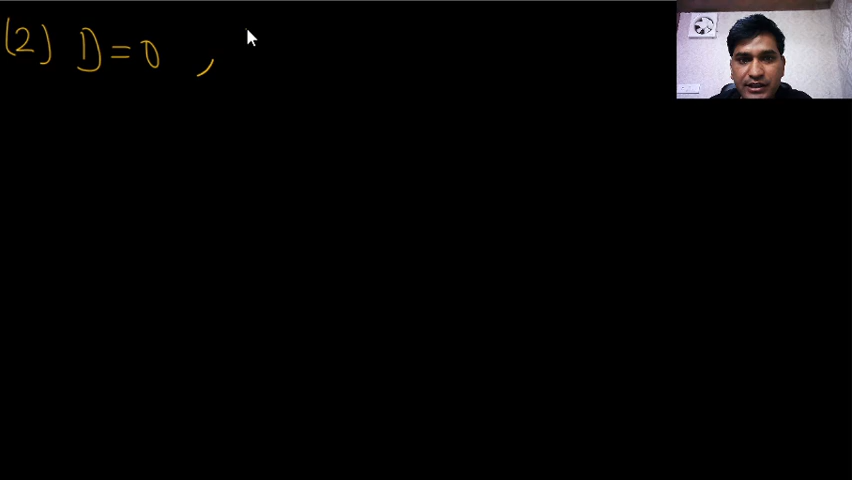 (2) D = 0 ,